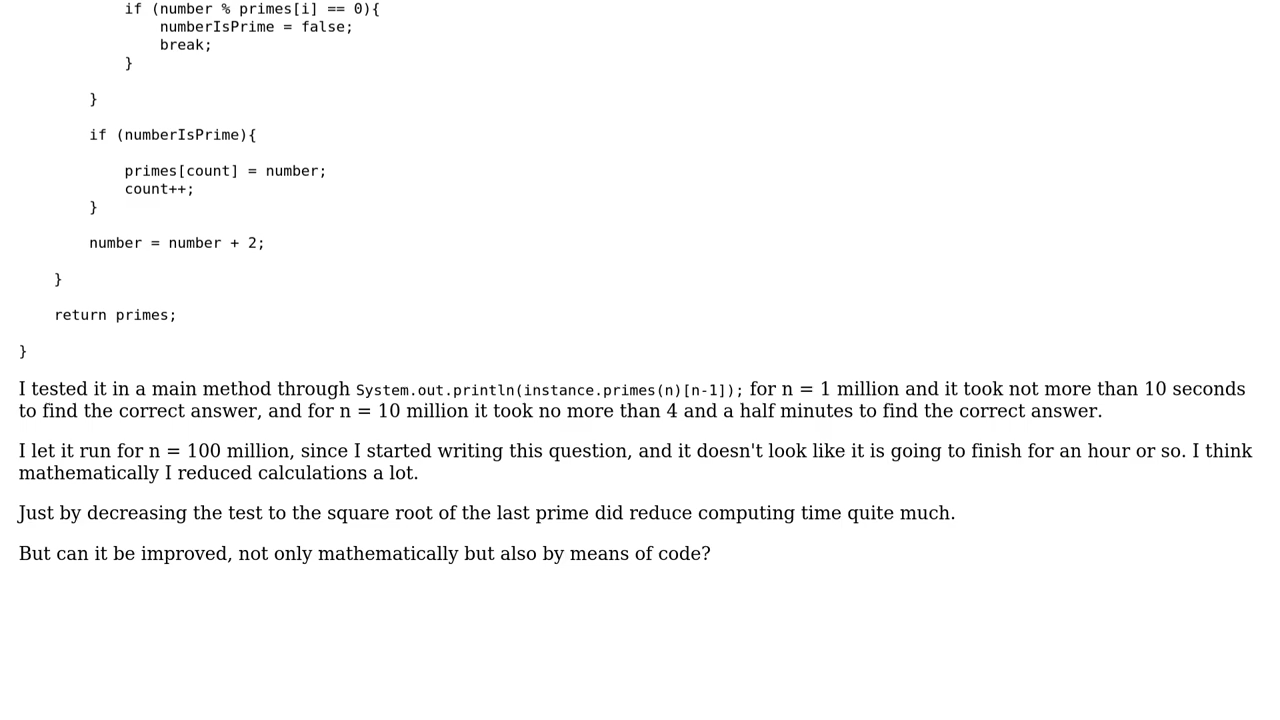 if (number % primes[i] == 0){
numberIsPrime = false;
break;
}
}
if (numberIsPrime){
primes[count] = number;
count++;
}
number = number + 2;
}
return primes;
}
I tested it in a main method through System.out.println(instance.primes(n)[n-1]); for n = 1 million and it took not more than 10 seconds
to find the correct answer, and for n = 10 million it took no more than 4 and a half minutes to find the correct answer.
I let it run for n = 100 million, since I started writing this question, and it doesn't look like it is going to finish for an hour or so. I think
mathematically I reduced calculations a lot.
Just by decreasing the test to the square root of the last prime did reduce computing time quite much.
But can it be improved, not only mathematically but also by means of code?